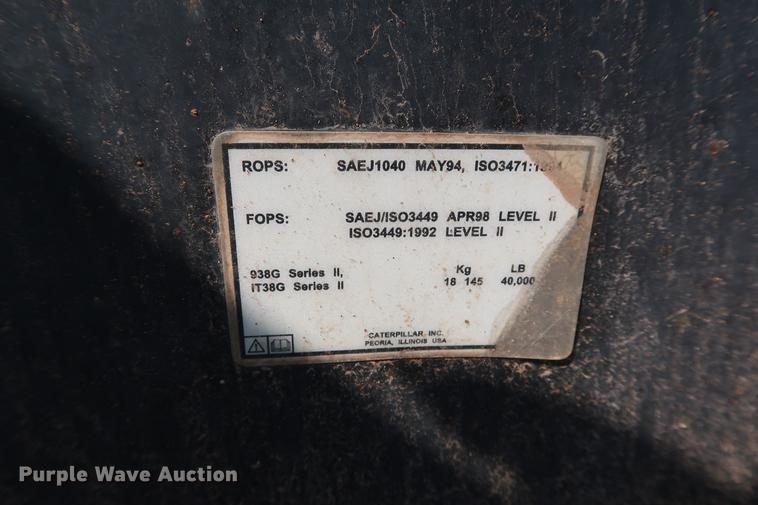 ROPS: SAEJ1040 MAY94, ISO3471:1994
FOPS: SAEJ/ISO3449 APR98 LEVEL II
ISO3449:1992 LEVEL II
Kg LB
938G Series II,
IT38G Series II 18 145 40,000
CATERPILLAR INC.
PEORIA, ILLINOIS USA
Purple Wave Auction